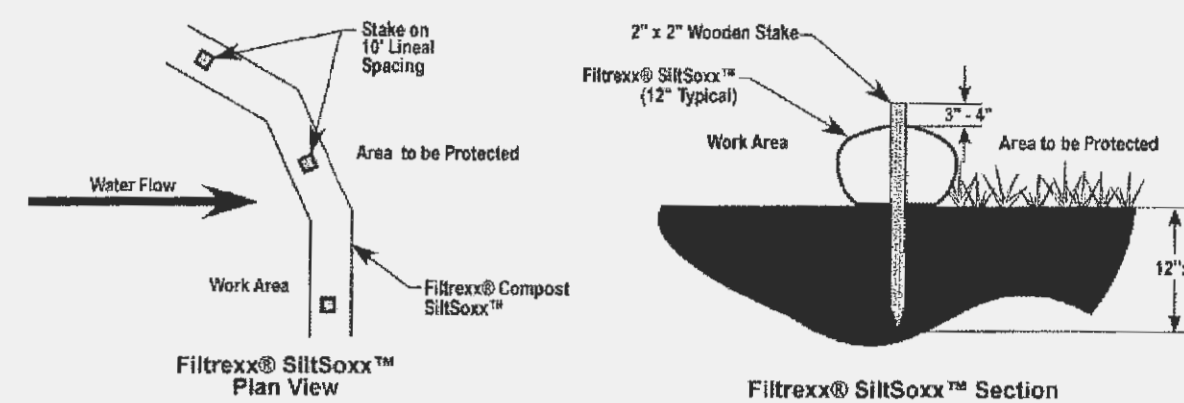 Stake on
10' Lineal
Spacing
Area to be Protected
Water Flow
Work Area
Filtrexx® Compost
SiltSoxx™
Filtrexx® SiltSoxx™
Plan View
2" x 2" Wooden Stake
Filtrexx® SiltSoxx™
(12" Typical)
3" - 4"
Work Area
Area to be Protected
12"
Filtrexx® SiltSoxx™ Section